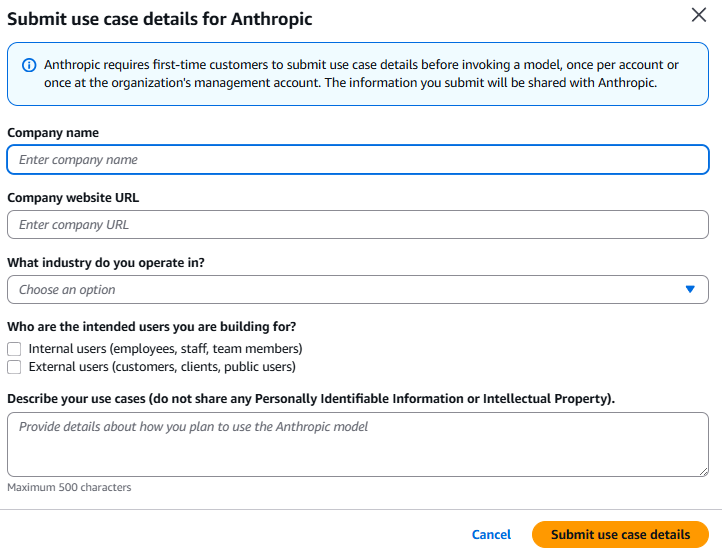 Submit use case details for Anthropic
Anthropic requires first-time customers to submit use case details before invoking a model, once per account or
once at the organization's management account. The information you submit will be shared with Anthropic.
Company name
Enter company name
Company website URL
Enter company URL
What industry do you operate in?
Choose an option
Who are the intended users you are building for?
Internal users (employees, staff, team members)
External users (customers, clients, public users)
Describe your use cases (do not share any Personally Identifiable Information or Intellectual Property).
Provide details about how you plan to use the Anthropic model
Maximum 500 characters
Cancel Submit use case details